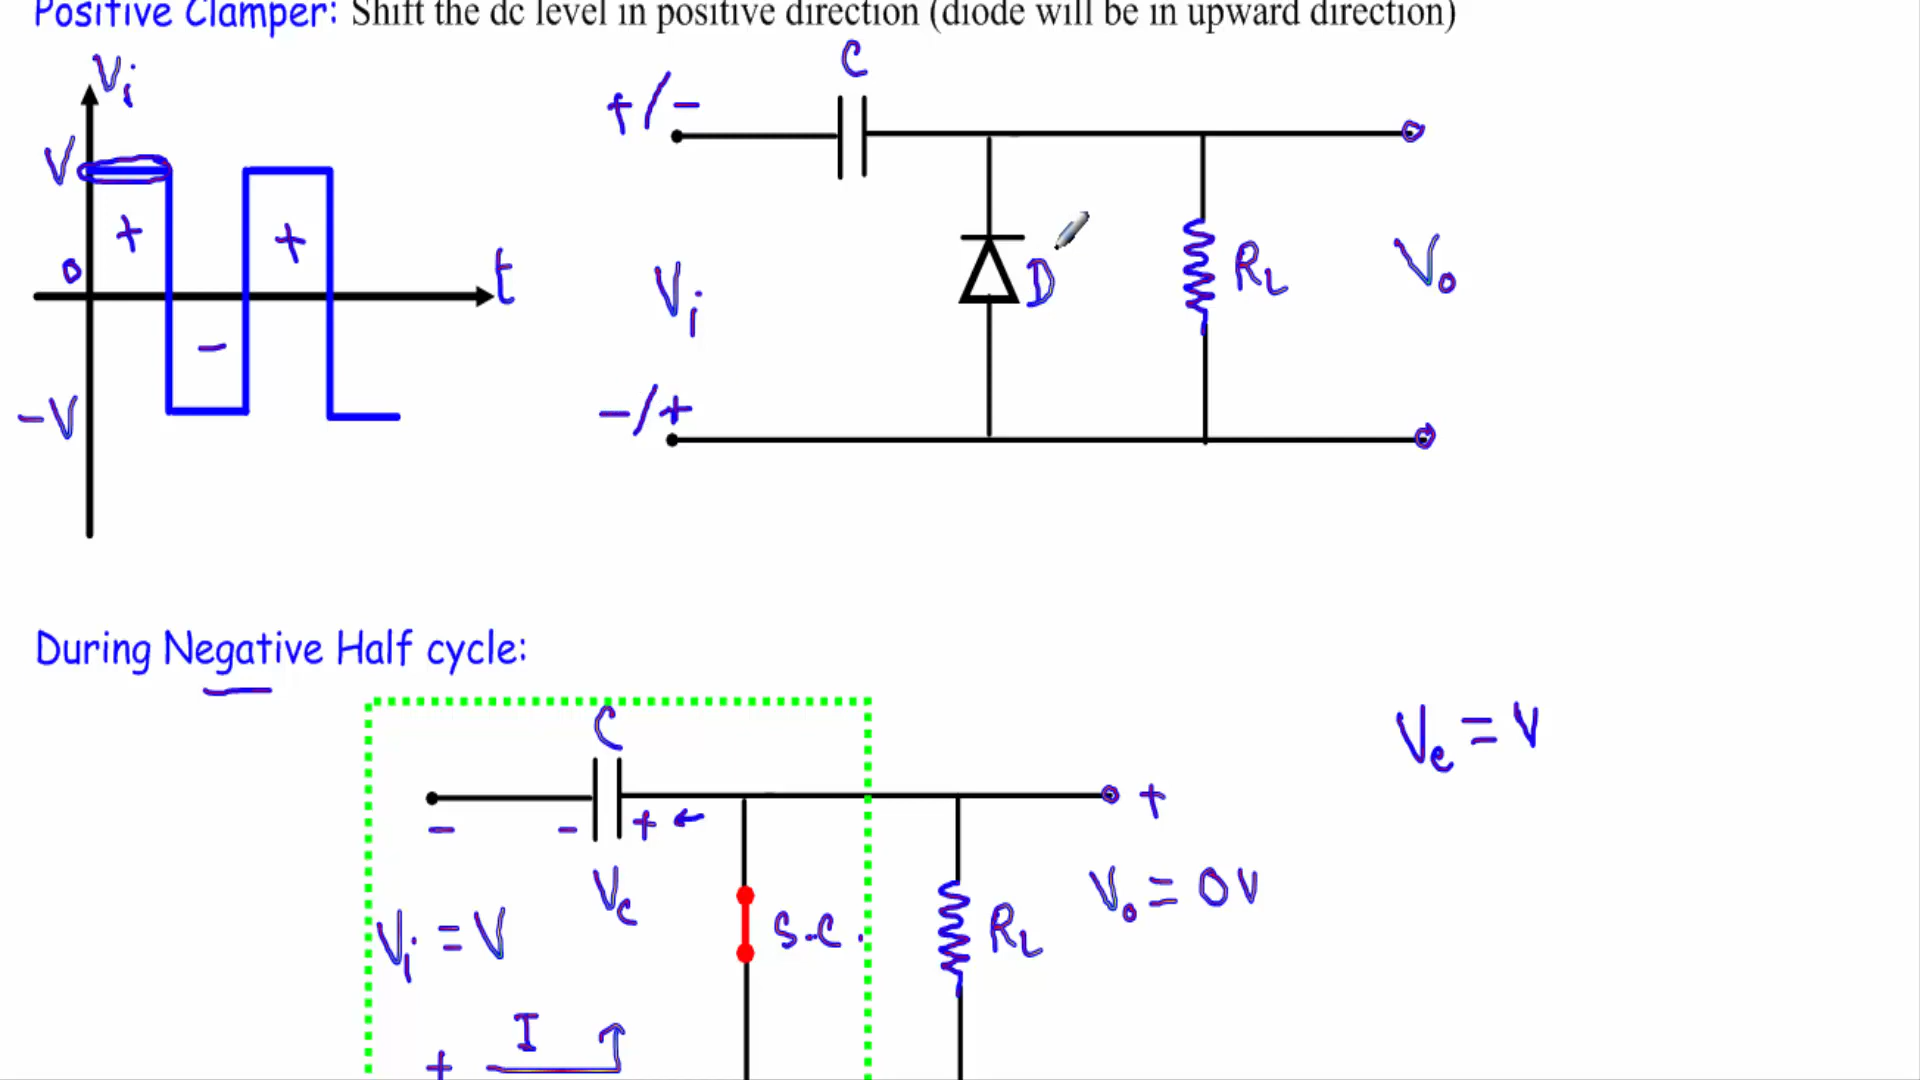 Positive Clamper: Shift the dc level in positive direction (diode will be in upward direction)
Vi
V
+
+
0
t
-
-V
C
+/-
Vi
D
RL
Vo
-/+
During Negative Half cycle:
C
Vc = V
- - + ←
+
Vc
Vi = V
S.C.
RL
Vo = 0V
I
+